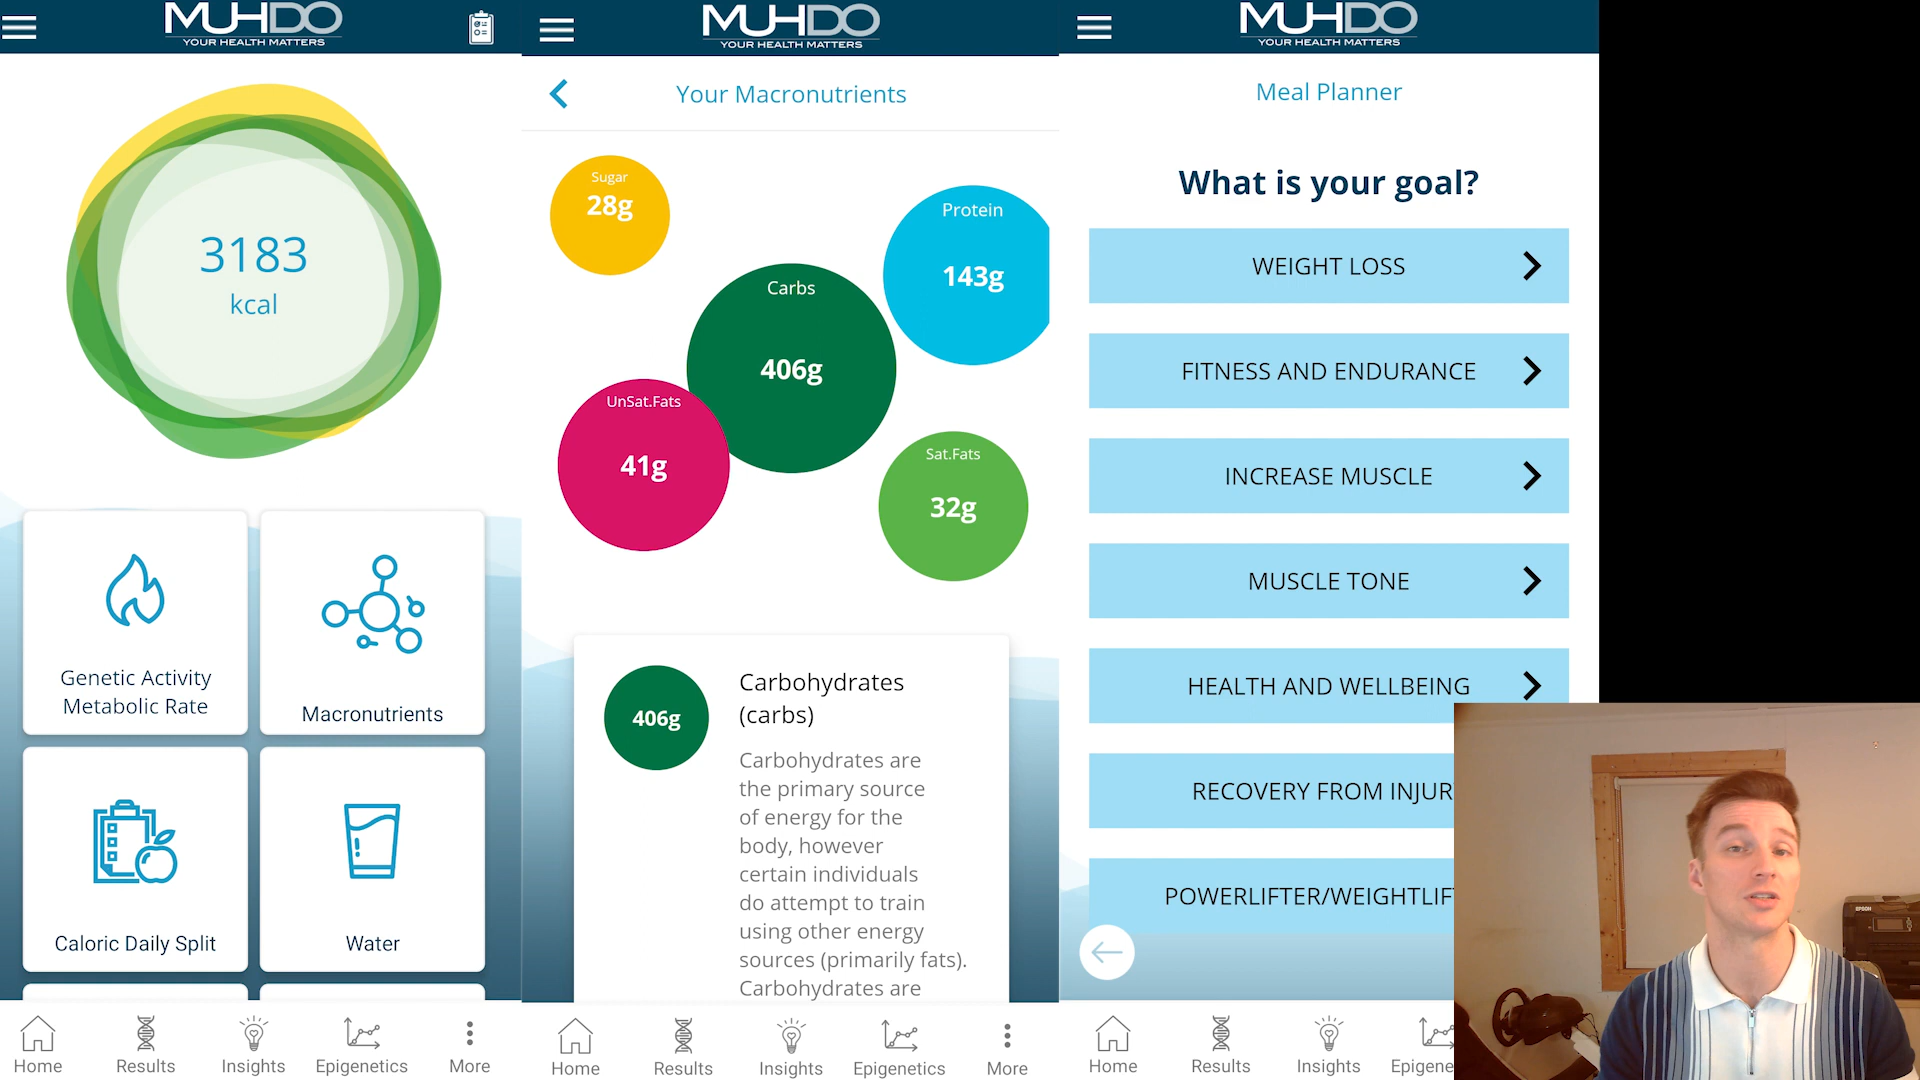 MUHDO
YOUR HEALTH MATTERS
3183
kcal
Genetic Activity
Metabolic Rate
Macronutrients
Caloric Daily Split
Water
Home
Results
Insights
Epigenetics
More
MUHDO
YOUR HEALTH MATTERS
Your Macronutrients
Sugar
28g
Protein
143g
Carbs
406g
UnSat.Fats
41g
Sat.Fats
32g
406g
Carbohydrates
(carbs)
Carbohydrates are
the primary source
of energy for the
body, however
certain individuals
do attempt to train
using other energy
sources (primarily fats).
Carbohydrates are
Home
Results
Insights
Epigenetics
More
MUHDO
YOUR HEALTH MATTERS
Meal Planner
What is your goal?
WEIGHT LOSS
FITNESS AND ENDURANCE
INCREASE MUSCLE
MUSCLE TONE
HEALTH AND WELLBEING
RECOVERY FROM INJUR
POWERLIFTER/WEIGHTLIF
Home
Results
Insights
Epigene
EPSON